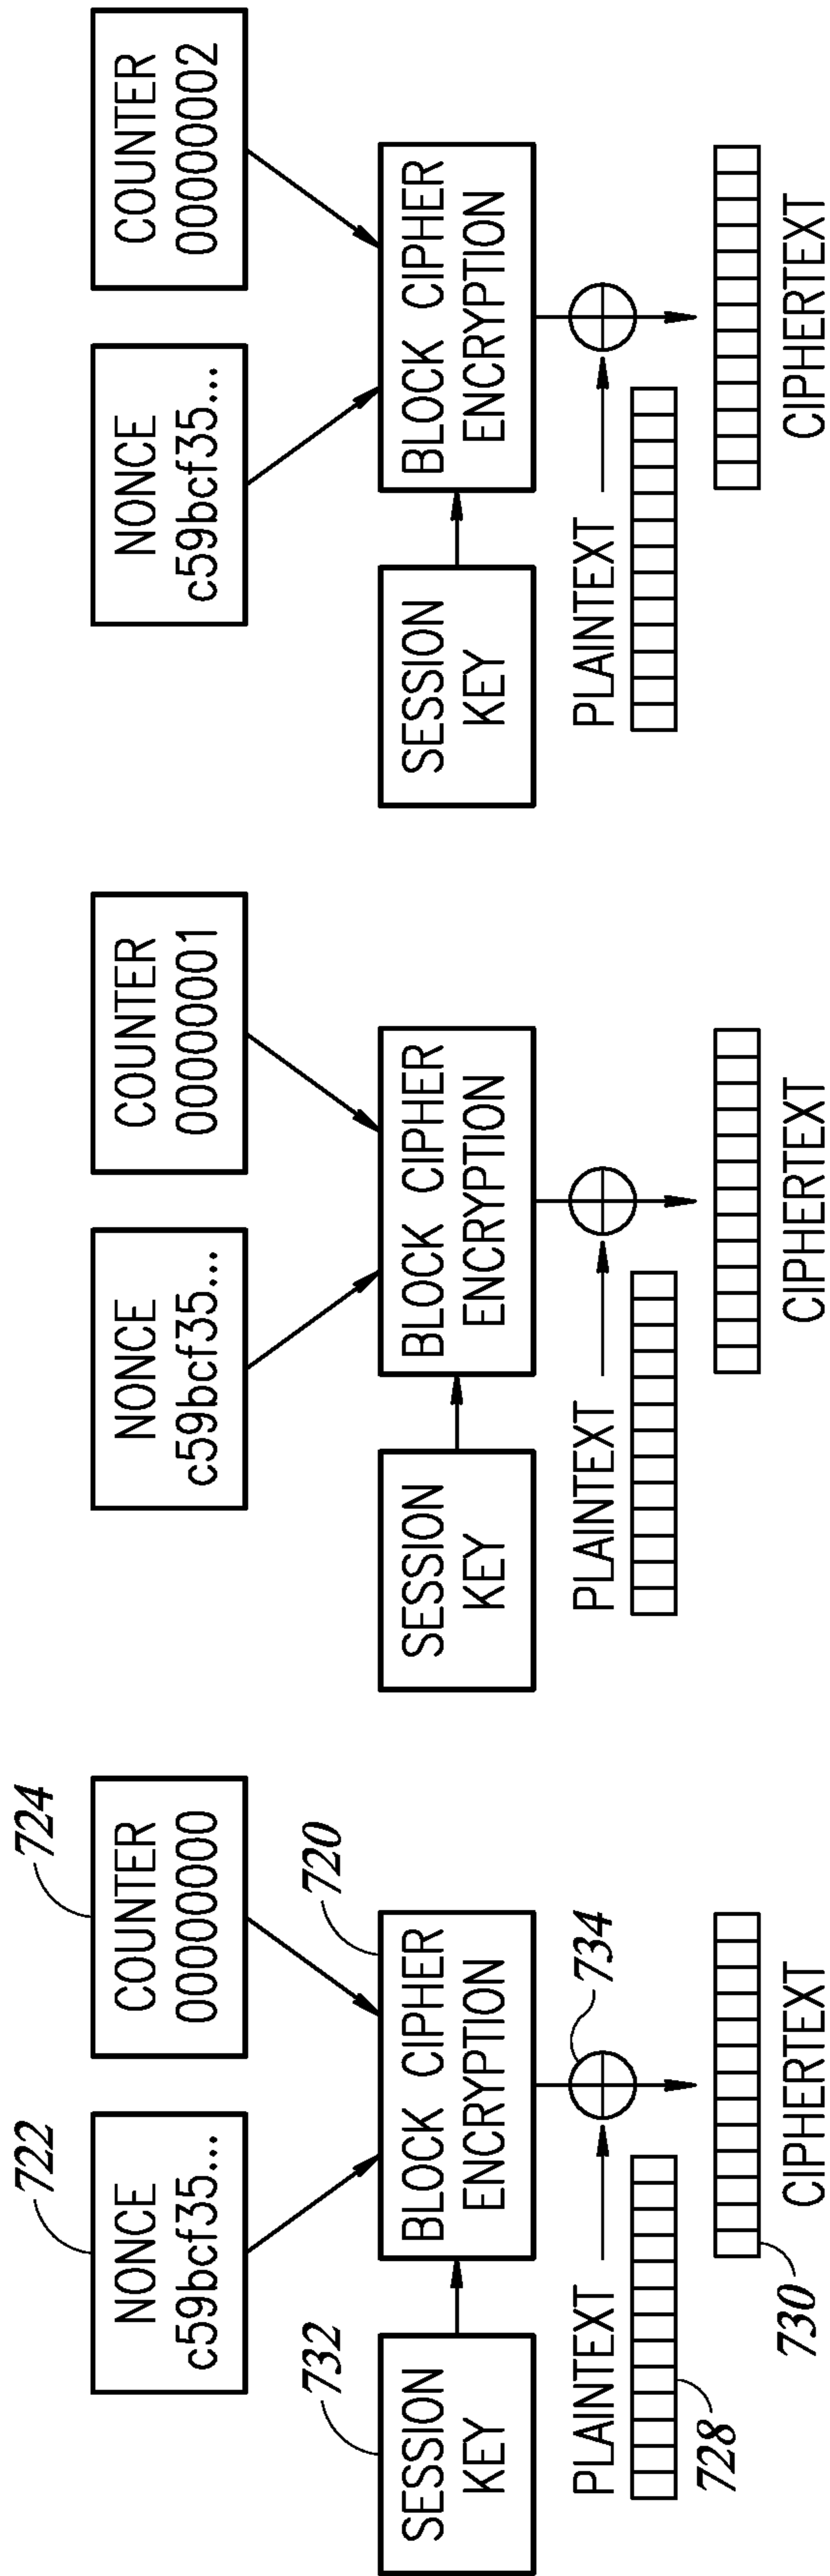 722
724
NONCE
c59bcf35...
COUNTER
00000000
732
720
SESSION
KEY
BLOCK CIPHER
ENCRYPTION
734
PLAINTEXT
728
730
CIPHERTEXT
NONCE
c59bcf35...
COUNTER
00000001
SESSION
KEY
BLOCK CIPHER
ENCRYPTION
PLAINTEXT
CIPHERTEXT
NONCE
c59bcf35...
COUNTER
00000002
SESSION
KEY
BLOCK CIPHER
ENCRYPTION
PLAINTEXT
CIPHERTEXT